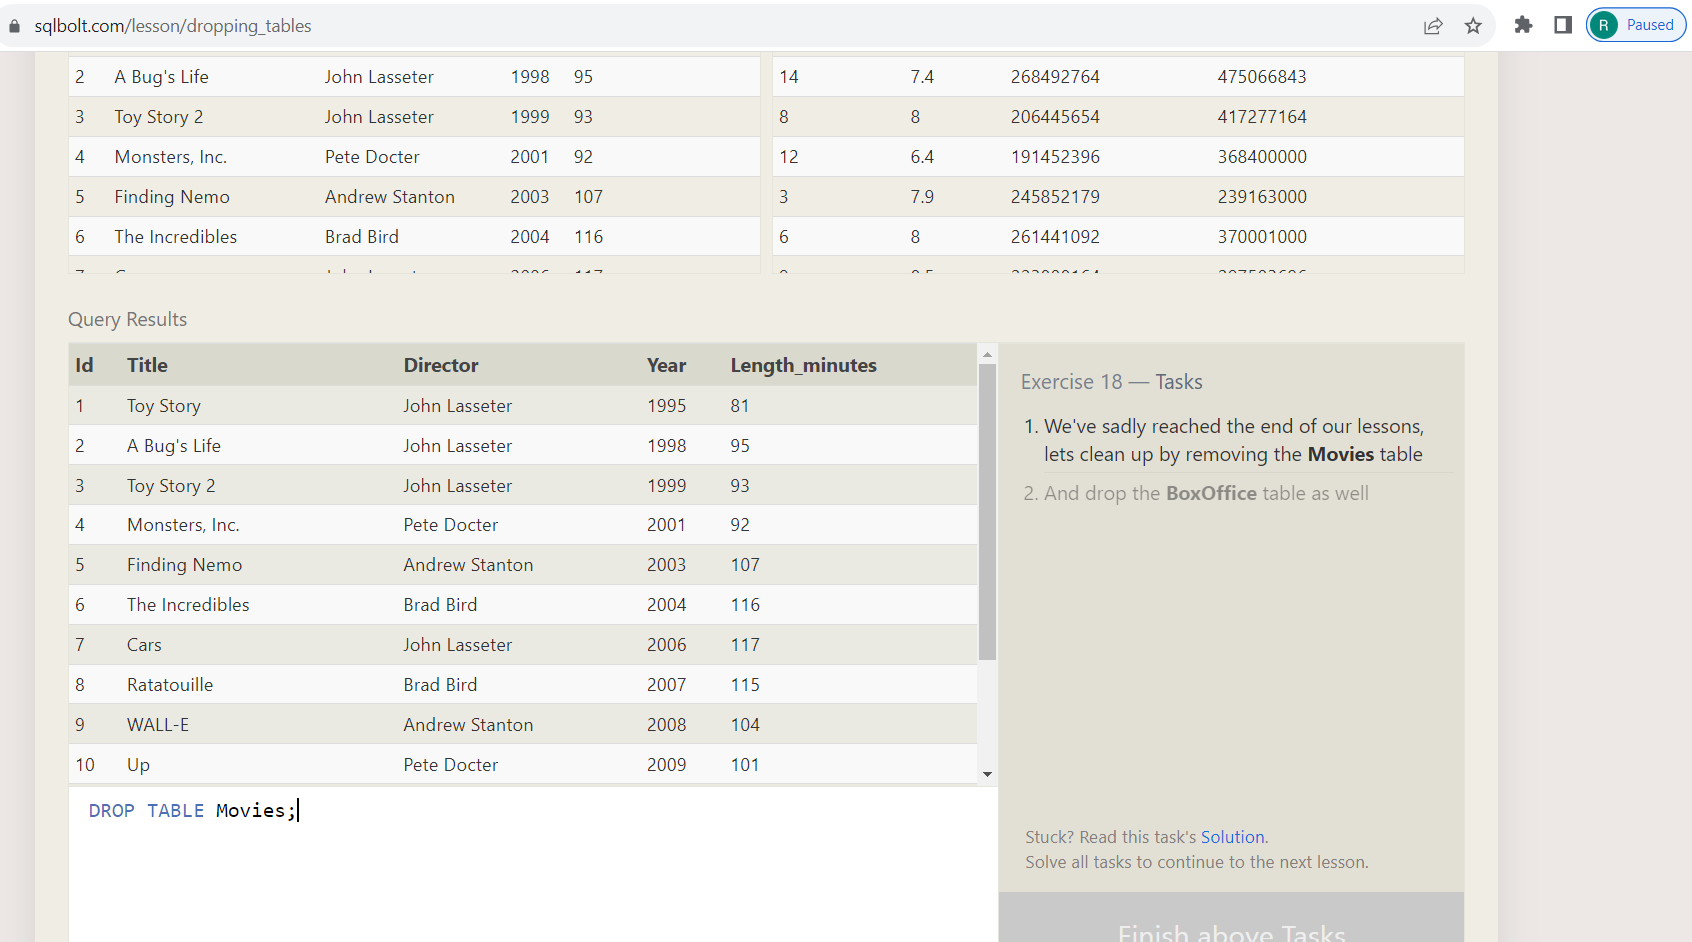 sqlbolt.com/lesson/dropping_tables
R Paused
2 A Bug's Life John Lasseter 1998 95 14 7.4 268492764 475066843
3 Toy Story 2 John Lasseter 1999 93 8 8 206445654 417277164
4 Monsters, Inc. Pete Docter 2001 92 12 6.4 191452396 368400000
5 Finding Nemo Andrew Stanton 2003 107 3 7.9 245852179 239163000
6 The Incredibles Brad Bird 2004 116 6 8 261441092 370001000
Query Results
Id Title Director Year Length_minutes
1 Toy Story John Lasseter 1995 81
2 A Bug's Life John Lasseter 1998 95
3 Toy Story 2 John Lasseter 1999 93
4 Monsters, Inc. Pete Docter 2001 92
5 Finding Nemo Andrew Stanton 2003 107
6 The Incredibles Brad Bird 2004 116
7 Cars John Lasseter 2006 117
8 Ratatouille Brad Bird 2007 115
9 WALL-E Andrew Stanton 2008 104
10 Up Pete Docter 2009 101
DROP TABLE Movies;
Exercise 18 — Tasks
1. We've sadly reached the end of our lessons,
lets clean up by removing the Movies table
2. And drop the BoxOffice table as well
Stuck? Read this task's Solution.
Solve all tasks to continue to the next lesson.
Finish above Tasks